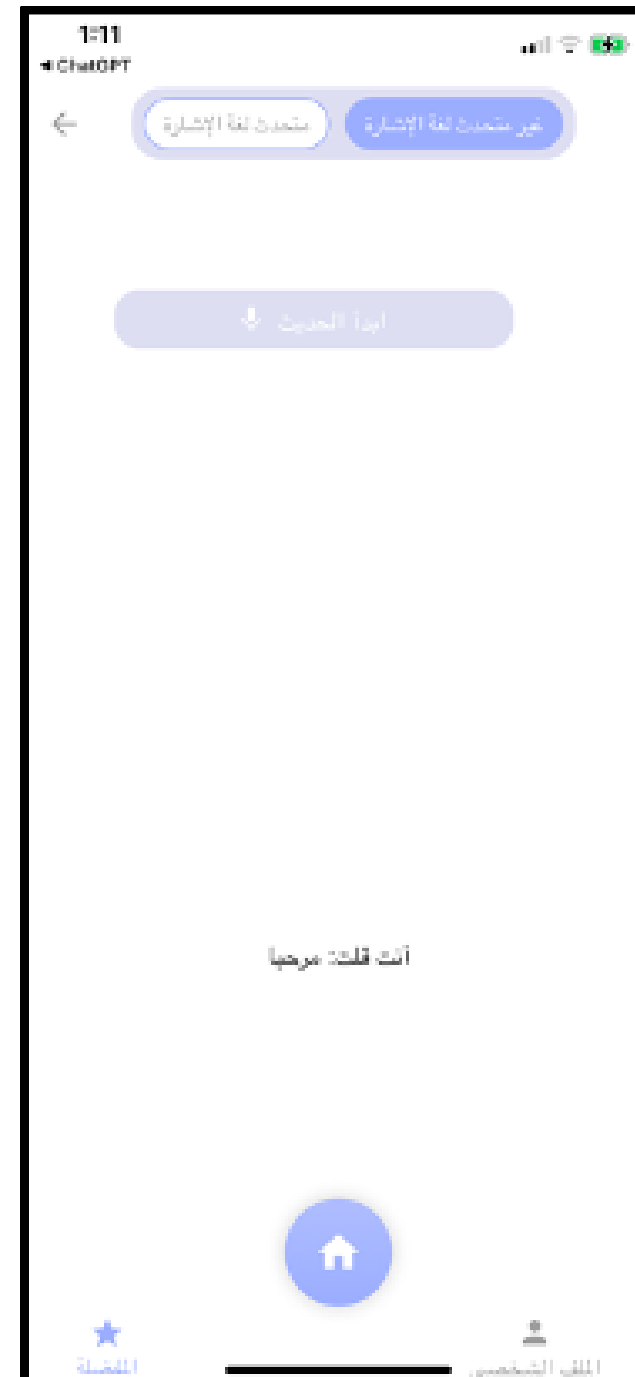 1:11
◀ ChatGPT
غير متحدث لغة الإشارة
متحدث لغة الإشارة
ابدأ الحديث
أنت قلت: مرحبا
الملف الشخصي
المفضلة